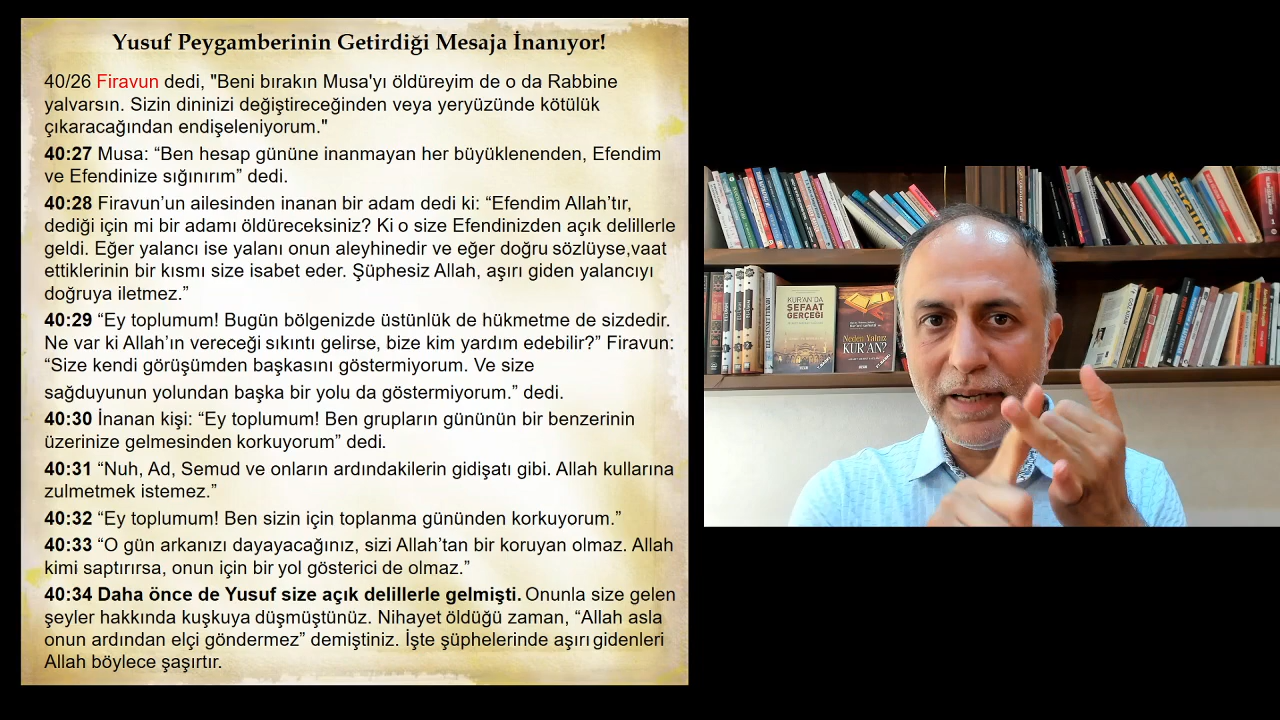 Yusuf Peygamberinin Getirdiği Mesaja İnanıyor!
40/26 Firavun dedi, "Beni bırakın Musa'yı öldüreyim de o da Rabbine
yalvarsın. Sizin dininizi değiştireceğinden veya yeryüzünde kötülük
çıkaracağından endişeleniyorum."
40:27 Musa: “Ben hesap gününe inanmayan her büyüklenenden, Efendim
ve Efendinize sığınırım” dedi.
40:28 Firavun’un ailesinden inanan bir adam dedi ki: “Efendim Allah’tır,
dediği için mi bir adamı öldüreceksiniz? Ki o size Efendinizden açık delillerle
geldi. Eğer yalancı ise yalanı onun aleyhinedir ve eğer doğru sözlüyse,vaat
ettiklerinin bir kısmı size isabet eder. Şüphesiz Allah, aşırı giden yalancıyı
doğruya iletmez.”
40:29 “Ey toplumum! Bugün bölgenizde üstünlük de hükmetme de sizdedir.
Ne var ki Allah’ın vereceği sıkıntı gelirse, bize kim yardım edebilir?” Firavun:
“Size kendi görüşümden başkasını göstermiyorum. Ve size
sağduyunun yolundan başka bir yolu da göstermiyorum.” dedi.
40:30 İnanan kişi: “Ey toplumum! Ben grupların gününün bir benzerinin
üzerinize gelmesinden korkuyorum” dedi.
40:31 “Nuh, Ad, Semud ve onların ardındakilerin gidişatı gibi. Allah kullarına
zulmetmek istemez.”
40:32 “Ey toplumum! Ben sizin için toplanma gününden korkuyorum.”
40:33 “O gün arkanızı dayayacağınız, sizi Allah’tan bir koruyan olmaz. Allah
kimi saptırırsa, onun için bir yol gösterici de olmaz.”
40:34 Daha önce de Yusuf size açık delillerle gelmişti. Onunla size gelen
şeyler hakkında kuşkuya düşmüştünüz. Nihayet öldüğü zaman, “Allah asla
onun ardından elçi göndermez” demiştiniz. İşte şüphelerinde aşırı gidenleri
Allah böylece şaşırtır.
KUR'AN'DA
ŞEFAAT
GERÇEĞİ
Neden Yalnız
KUR'AN?